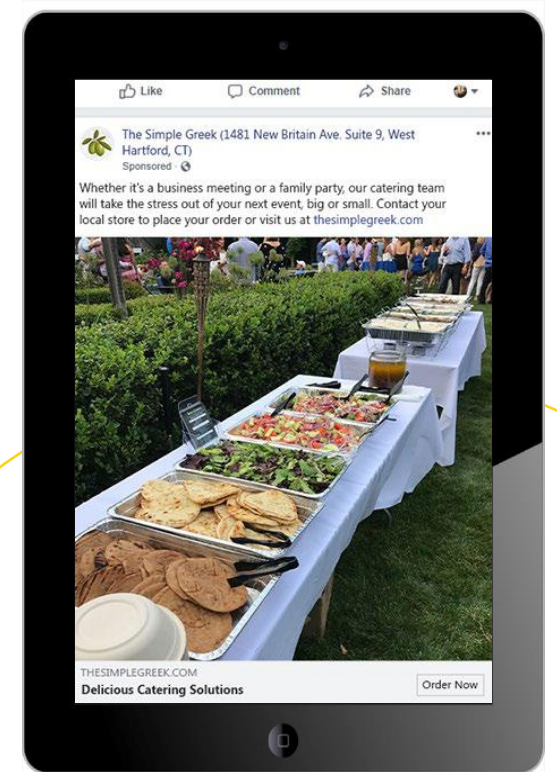 Like Comment Share
The Simple Greek (1481 New Britain Ave. Suite 9, West
Hartford, CT)
Sponsored ·
Whether it's a business meeting or a family party, our catering team
will take the stress out of your next event, big or small. Contact your
local store to place your order or visit us at thesimplegreek.com
THESIMPLEGREEK.COM
Delicious Catering Solutions
Order Now